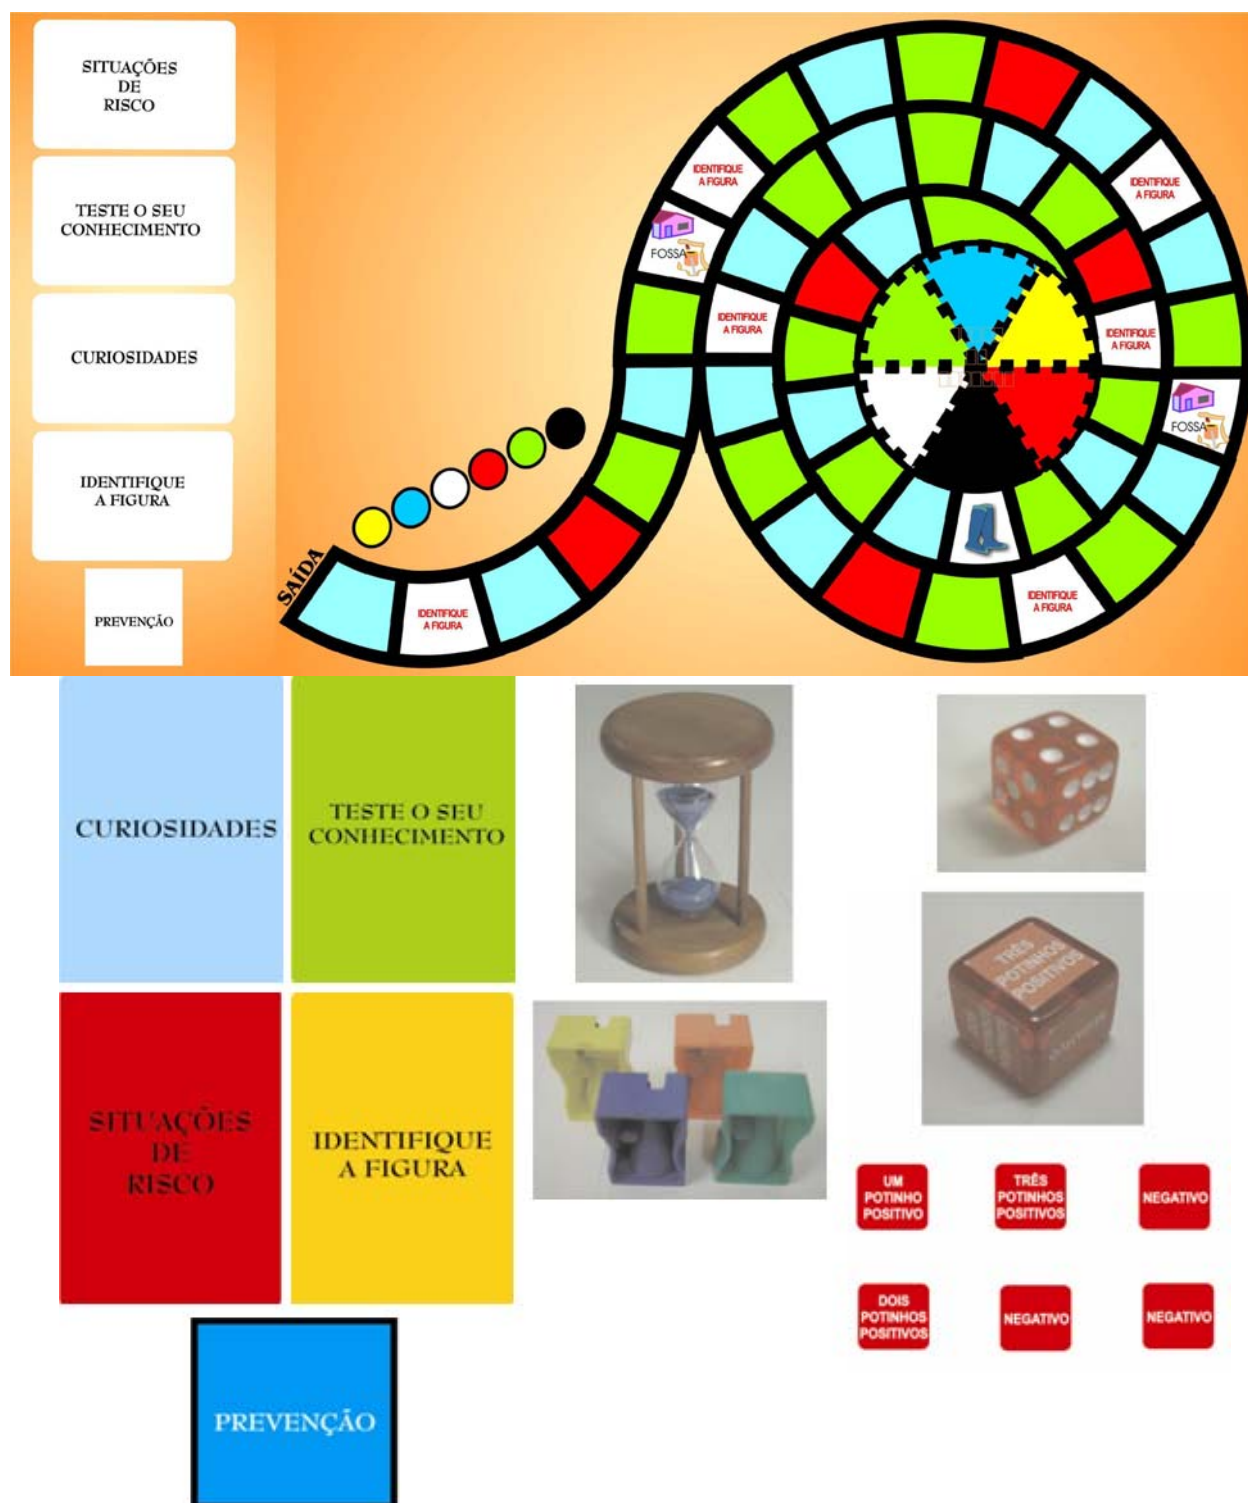 SITUAÇÕES
DE
RISCO
TESTE O SEU
CONHECIMENTO
CURIOSIDADES
IDENTIFIQUE
A FIGURA
PREVENÇÃO
SAÍDA
IDENTIFIQUE
A FIGURA
IDENTIFIQUE
A FIGURA
FOSSA
IDENTIFIQUE
A FIGURA
IDENTIFIQUE
A FIGURA
IDENTIFIQUE
A FIGURA
FOSSA
IDENTIFIQUE
A FIGURA
CURIOSIDADES
TESTE O SEU
CONHECIMENTO
SITUAÇÕES
DE
RISCO
IDENTIFIQUE
A FIGURA
PREVENÇÃO
TRÊS
POTINHOS
POSITIVOS
UM
POTINHO
POSITIVO
TRÊS
POTINHOS
POSITIVOS
NEGATIVO
DOIS
POTINHOS
POSITIVOS
NEGATIVO
NEGATIVO